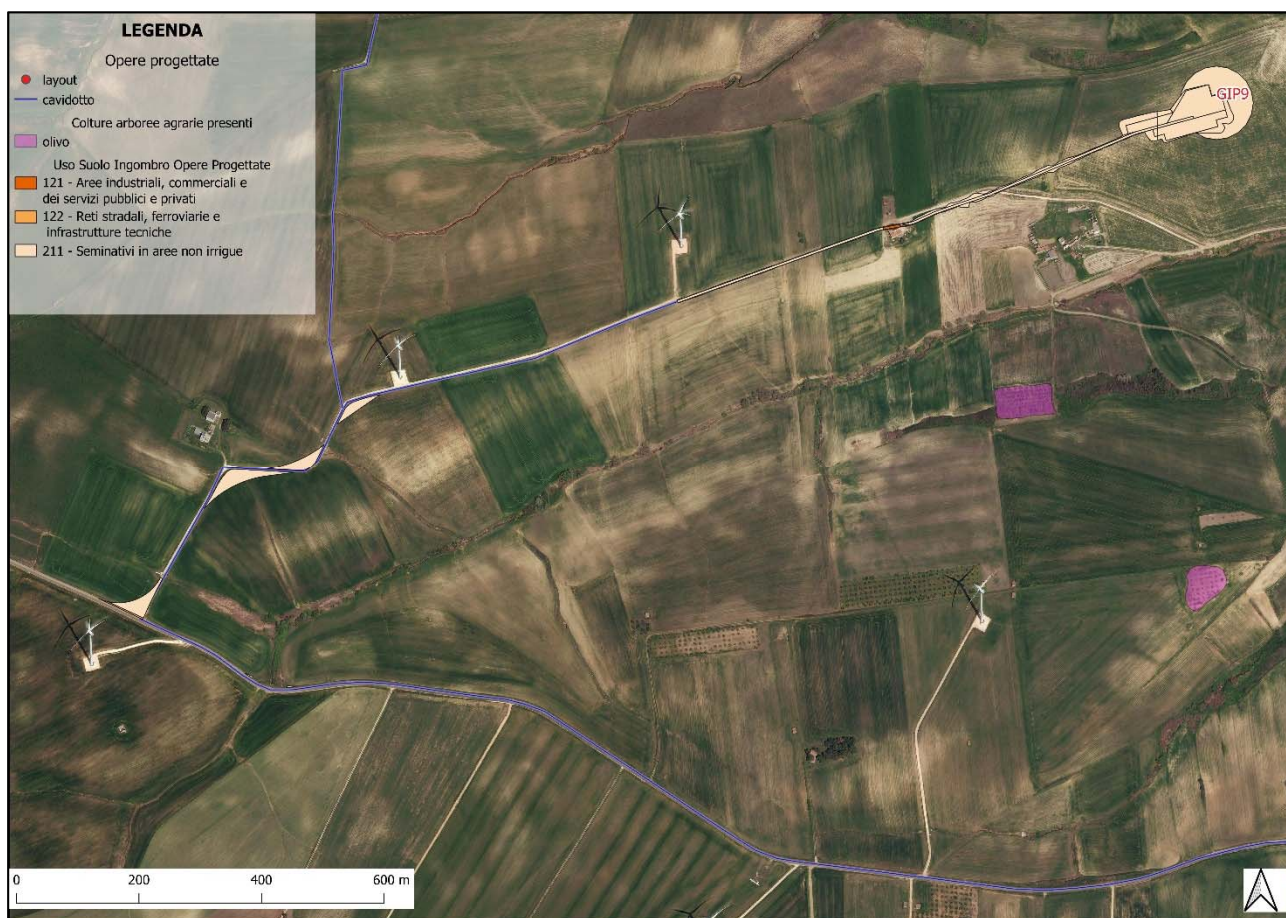 LEGENDA
Opere progettate
layout
cavidotto
Colture arboree agrarie presenti
olivo
Uso Suolo Ingombro Opere Progettate
121 - Aree industriali, commerciali e
dei servizi pubblici e privati
122 - Reti stradali, ferroviarie e
infrastrutture tecniche
211 - Seminativi in aree non irrigue
GIP9
0 200 400 600 m